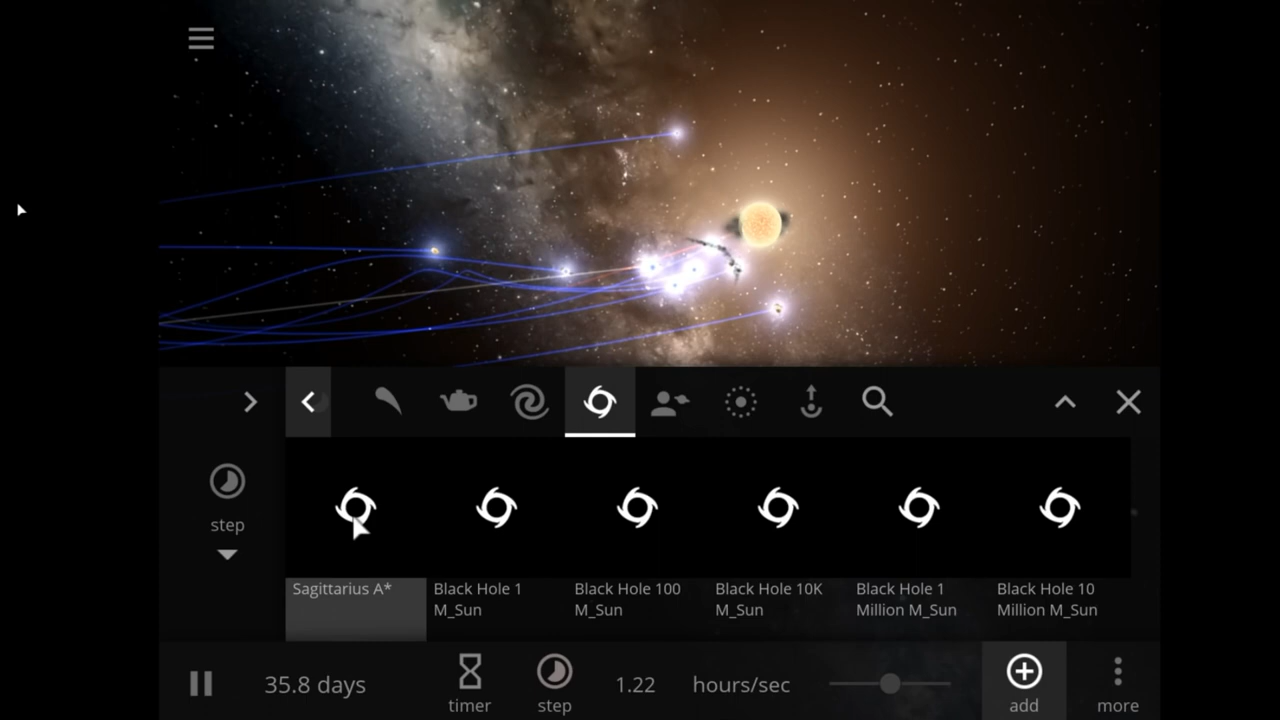 step
Sagittarius A*
Black Hole 1
M_Sun
Black Hole 100
M_Sun
Black Hole 10K
M_Sun
Black Hole 1
Million M_Sun
Black Hole 10
Million M_Sun
35.8 days
timer
step
1.22
hours/sec
add
more